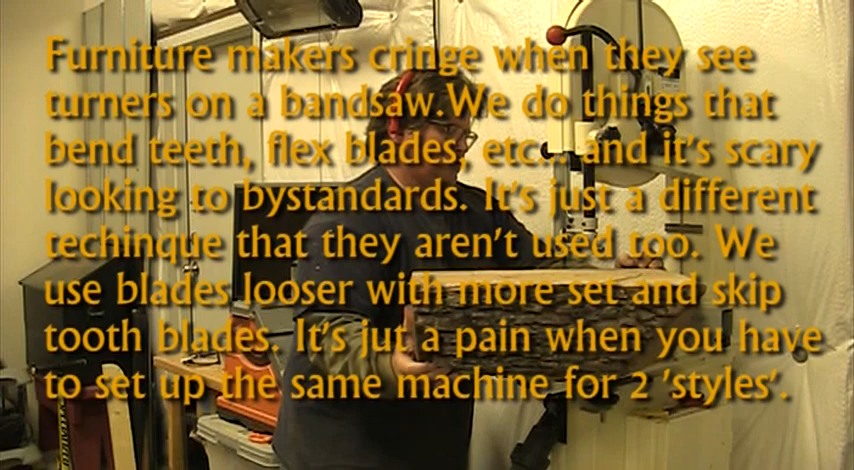 Furniture makers cringe when they see
turners on a bandsaw.We do things that
bend teeth, flex blades, etc... and it's scary
looking to bystandards. It's just a different
techinque that they aren't used too. We
use blades looser with more set and skip
tooth blades. It's jut a pain when you have
to set up the same machine for 2 'styles'.